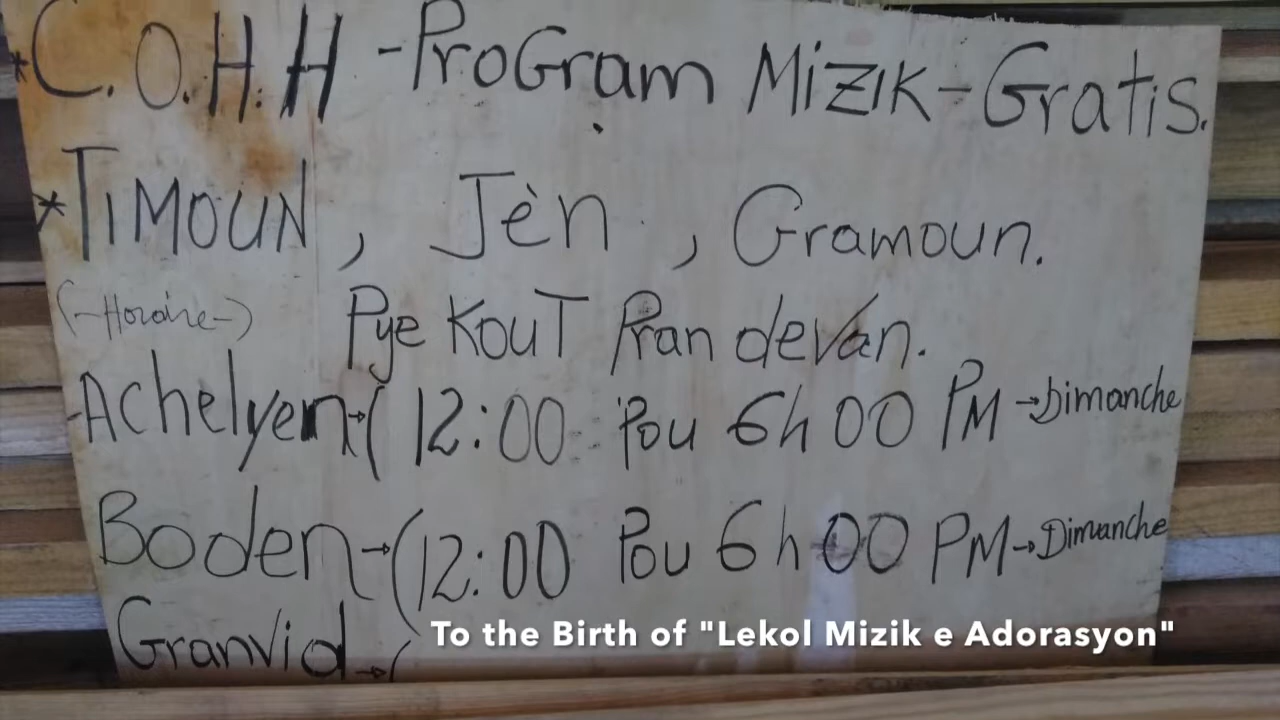 *C.O.H.H -ProGram Mizik-Gratis.
*TiMOUN, Jèn, Gramoun.
(-Horaire-) Pye KouT Pran devan.
-Achelyen→( 12:00 Pou 6h00 PM→Dimanche
Boden→(12:00 Pou 6h00 PM→Dimanche
Granvid→(
To the Birth of "Lekol Mizik e Adorasyon"